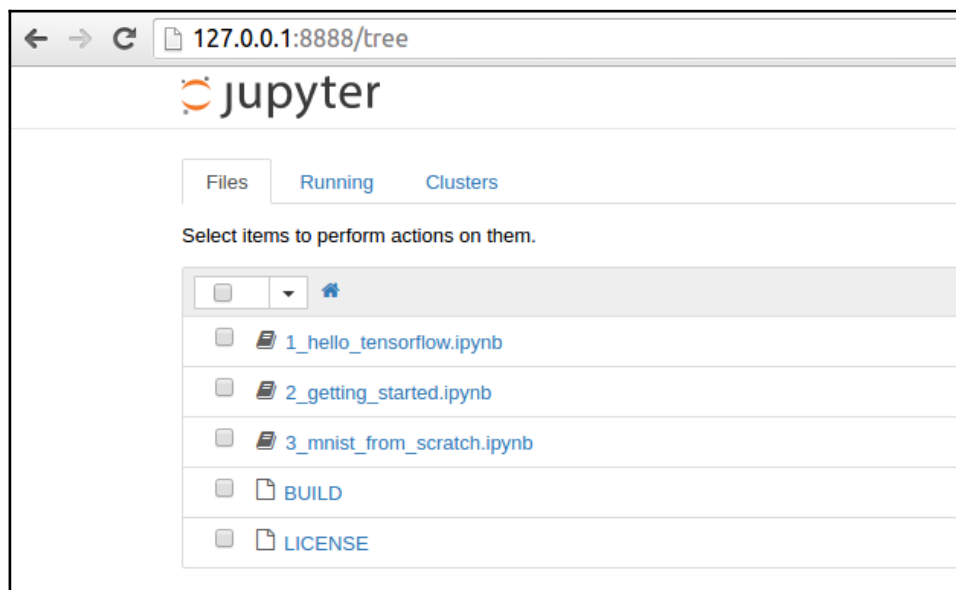 127.0.0.1:8888/tree
jupyter
Files Running Clusters
Select items to perform actions on them.
1_hello_tensorflow.ipynb
2_getting_started.ipynb
3_mnist_from_scratch.ipynb
BUILD
LICENSE